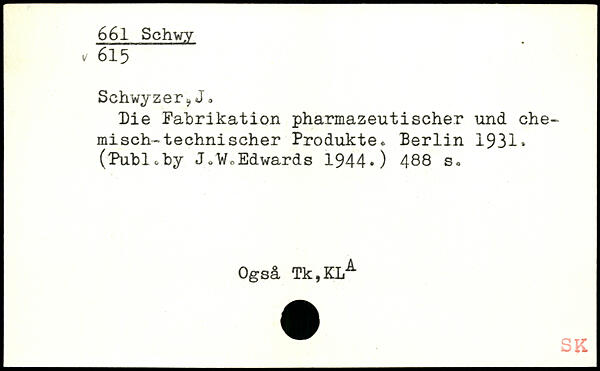 661 Schwy
v 615
Schwyzer,J.
Die Fabrikation pharmazeutischer und che-
misch-technischer Produkte. Berlin 1931.
(Publ.by J.W.Edwards 1944.) 488 s.
Også Tk,KLA
SK